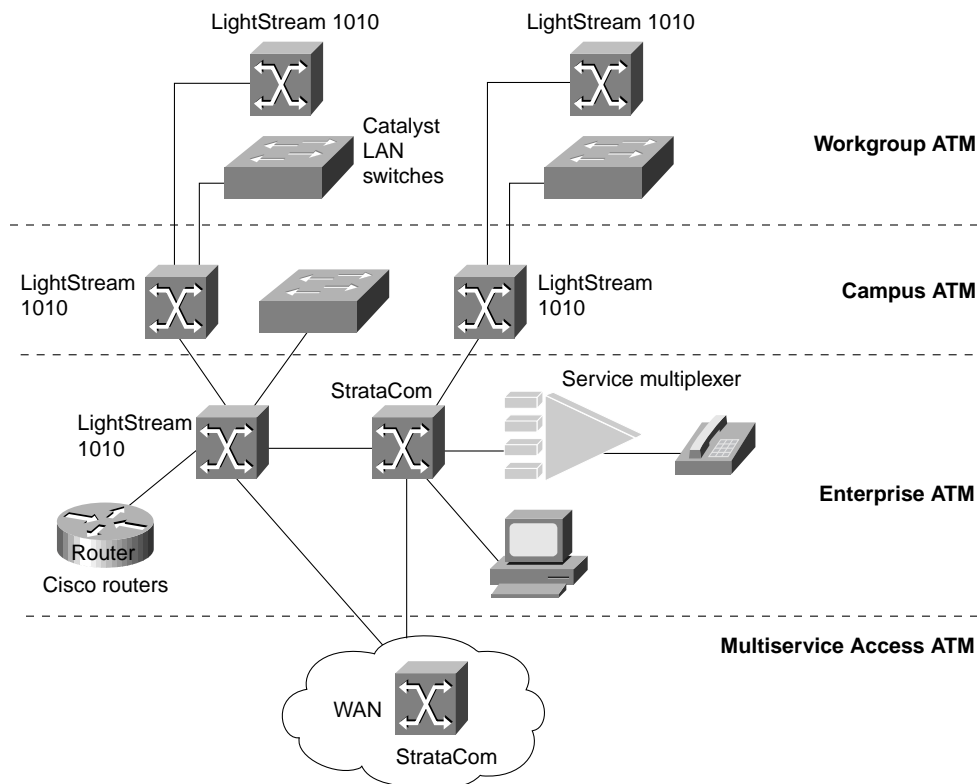 LightStream 1010
LightStream 1010
Catalyst
LAN
switches
Workgroup ATM
LightStream
1010
LightStream
1010
Campus ATM
Service multiplexer
StrataCom
LightStream
1010
Enterprise ATM
Router
Cisco routers
Multiservice Access ATM
WAN
StrataCom